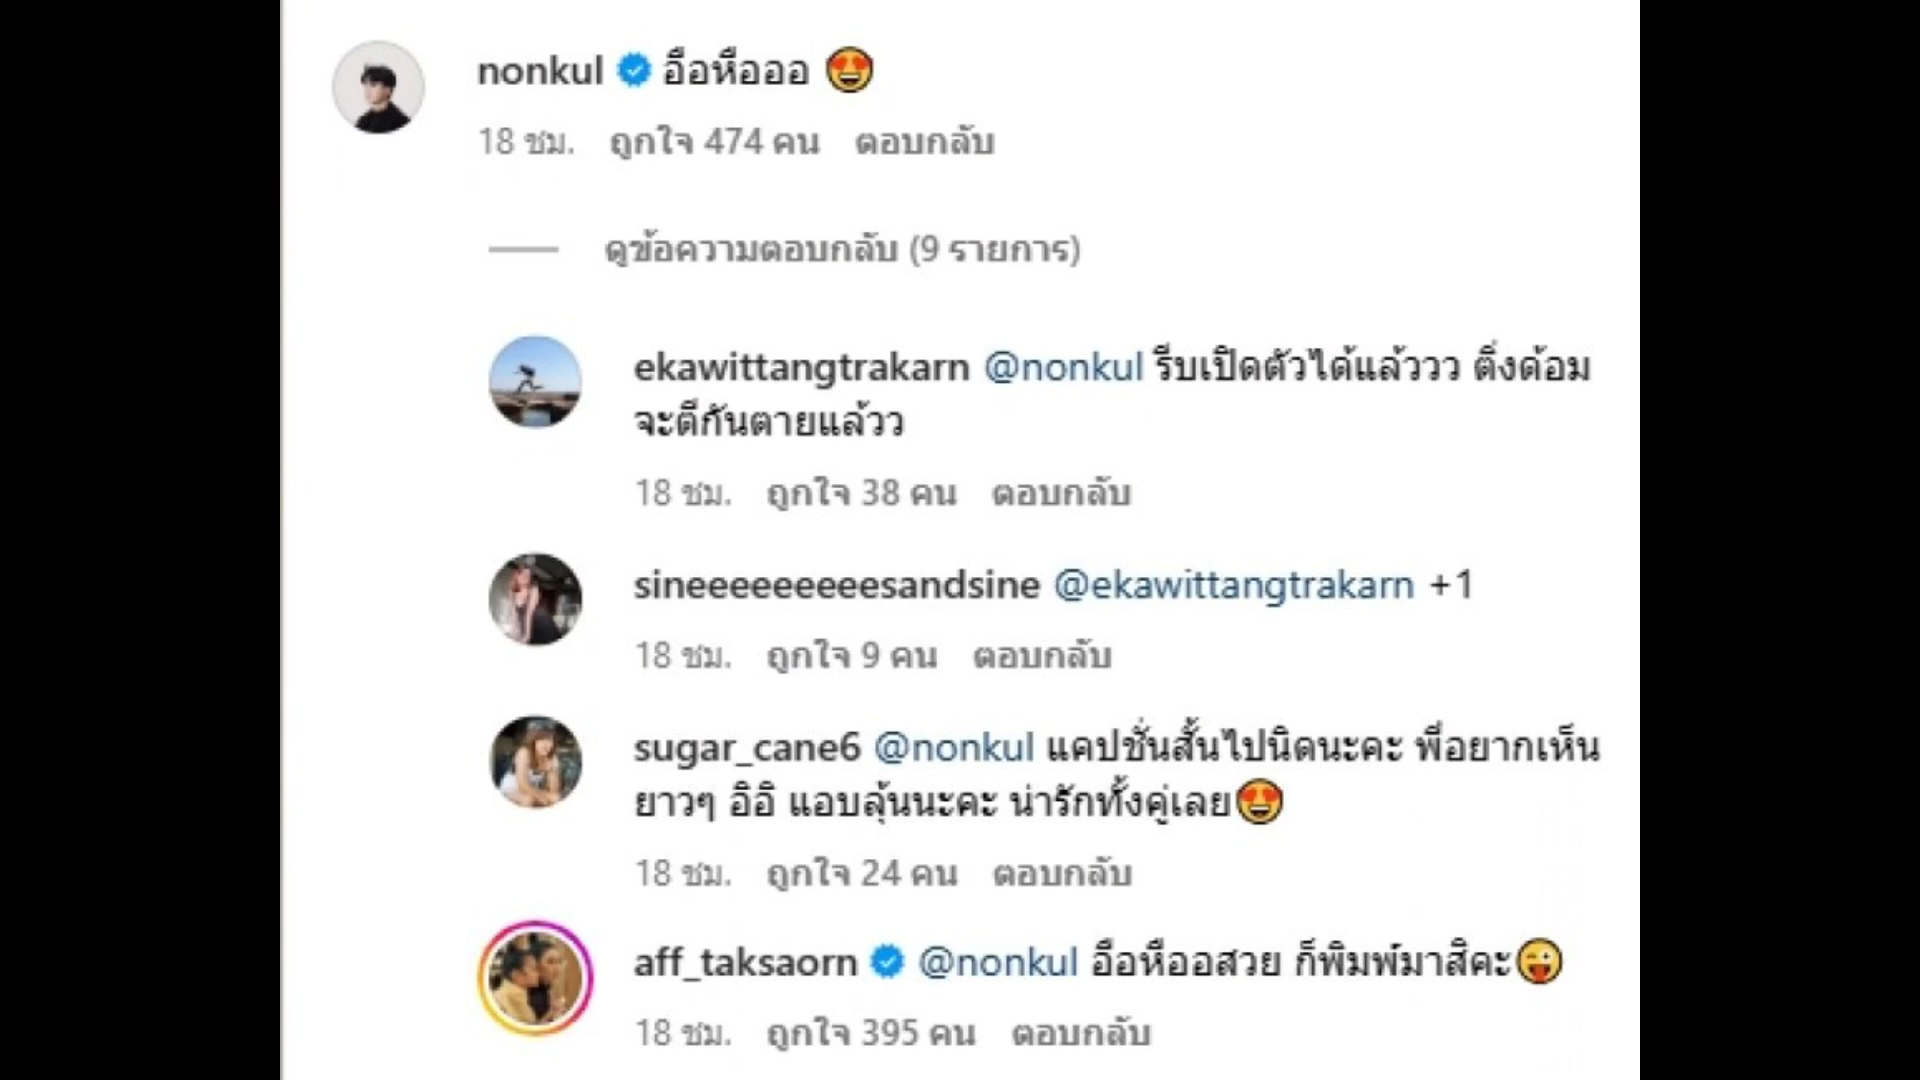 nonkul อือหือออ 😍
18 ชม. ถูกใจ 474 คน ตอบกลับ
ดูข้อความตอบกลับ (9 รายการ)
ekawittangtrakarn @nonkul รีบเปิดตัวได้แล้ววว ติ่งด้อม
จะตีกันตายแล้วว
18 ชม. ถูกใจ 38 คน ตอบกลับ
sineeeeeeeeesandsine @ekawittangtrakarn +1
18 ชม. ถูกใจ 9 คน ตอบกลับ
sugar_cane6 @nonkul แคปชั่นสั้นไปนิดนะคะ พี่อยากเห็น
ยาวๆ อิอิ แอบลุ้นนะคะ น่ารักทั้งคู่เลย😍
18 ชม. ถูกใจ 24 คน ตอบกลับ
aff_taksaorn @nonkul อือหืออสวย ก็พิมพ์มาสิคะ😜
18 ชม. ถูกใจ 395 คน ตอบกลับ